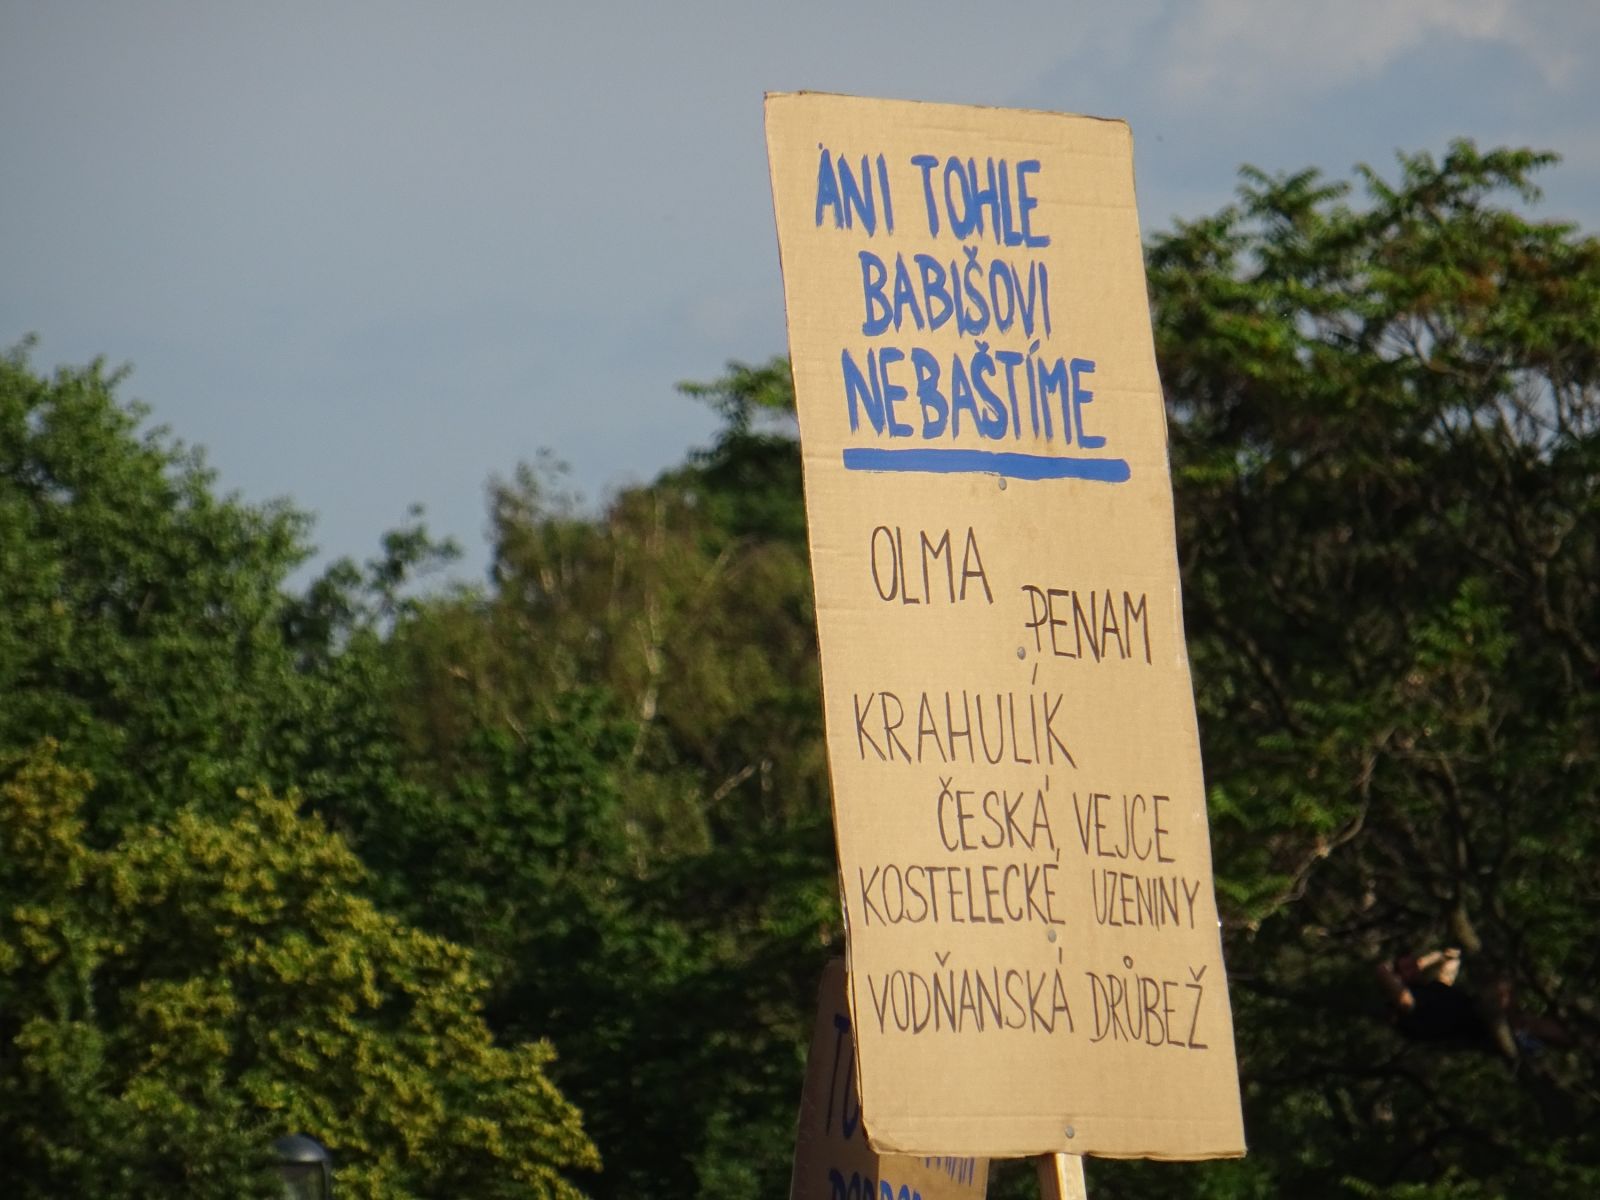 ANI TOHLE
BABIŠOVI
NEBAŠTÍME
OLMA
PENAM
KRAHULÍK
ČESKÁ VEJCE
KOSTELECKÉ UZENINY
VODŇANSKÁ DRŮBEŽ